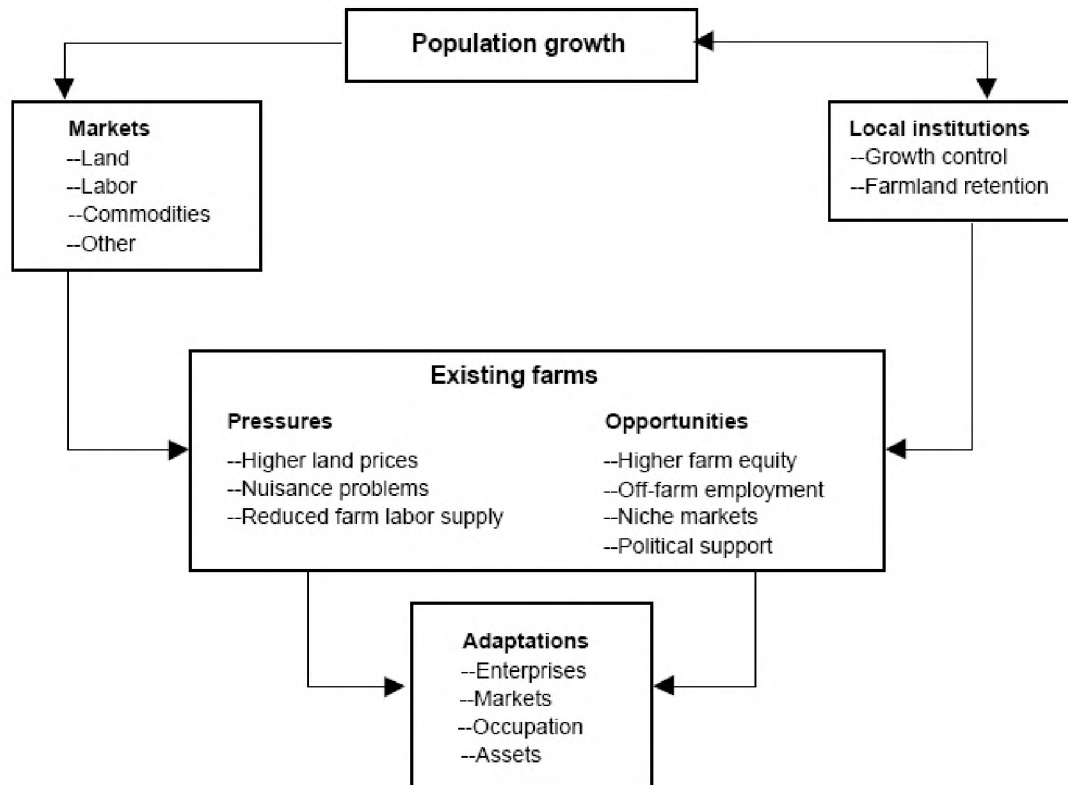 Population growth
Markets
--Land
--Labor
--Commodities
--Other
Local institutions
--Growth control
--Farmland retention
Existing farms
Pressures
--Higher land prices
--Nuisance problems
--Reduced farm labor supply
Opportunities
--Higher farm equity
--Off-farm employment
--Niche markets
--Political support
Adaptations
--Enterprises
--Markets
--Occupation
--Assets